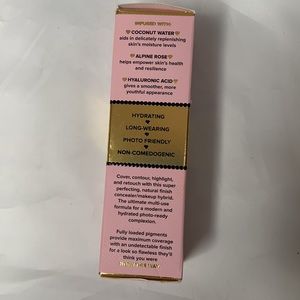 INFUSED WITH:
COCONUT WATER
aids in delicately replenishing
skin's moisture levels
ALPINE ROSE
helps empower skin's health
and resilience
HYALURONIC ACID
gives a smoother, more
youthful appearance
HYDRATING
LONG-WEARING
PHOTO FRIENDLY
NON-COMEDOGENIC
Cover, contour, highlight,
and retouch with this super
perfecting, natural finish
concealer/makeup hybrid.
The ultimate multi-use
formula for a modern and
hydrated photo-ready
complexion.
Fully loaded pigments
provide maximum coverage
with an undetectable finish
for a look so flawless they'll
think you were